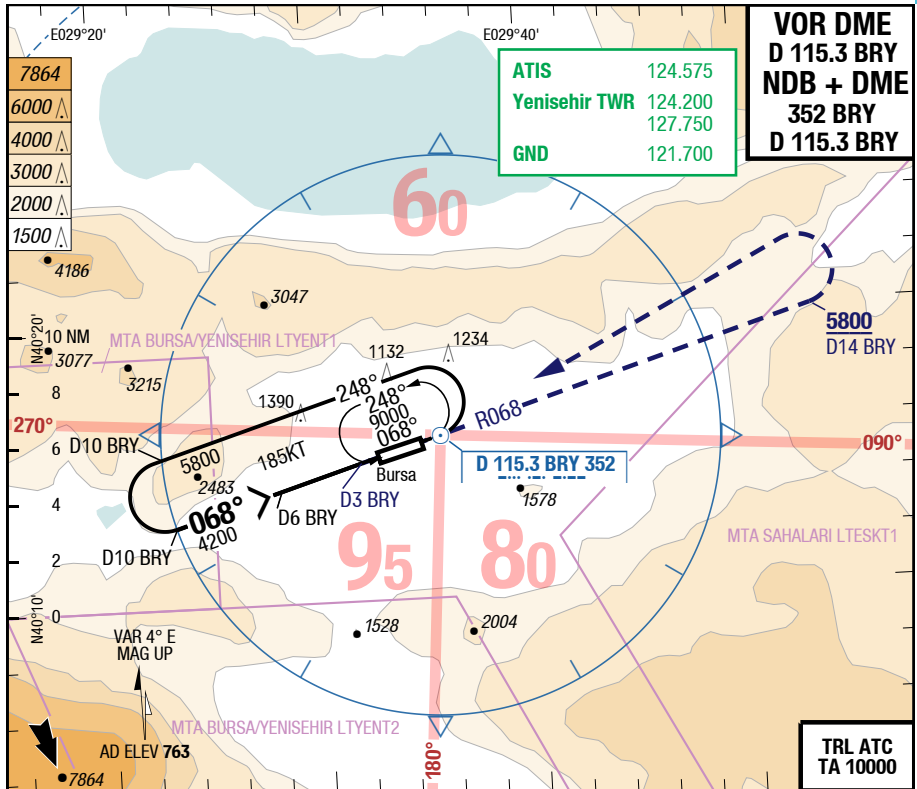 E029°20'
E029°40'
VOR DME
D 115.3 BRY
NDB + DME
352 BRY
D 115.3 BRY
7864
6000
4000
3000
2000
1500
ATIS 124.575
Yenisehir TWR 124.200
127.750
GND 121.700
60
4186
3047
5800
D14 BRY
N40°20'
10 NM
3077
MTA BURSA/YENISEHIR LTYENT1
3215
1132
1234
8
248°
248°
9000
068°
1390
R068
270°
D10 BRY
090°
6
5800
185KT
Bursa
D 115.3 BRY 352
2483
D3 BRY
1578
4
068°
4200
D6 BRY
D10 BRY
95
80
MTA SAHALARI LTESKT1
2
N40°10'
0
1528
2004
VAR 4° E
MAG UP
MTA BURSA/YENISEHIR LTYENT2
AD ELEV 763
7864
180°
TRL ATC
TA 10000